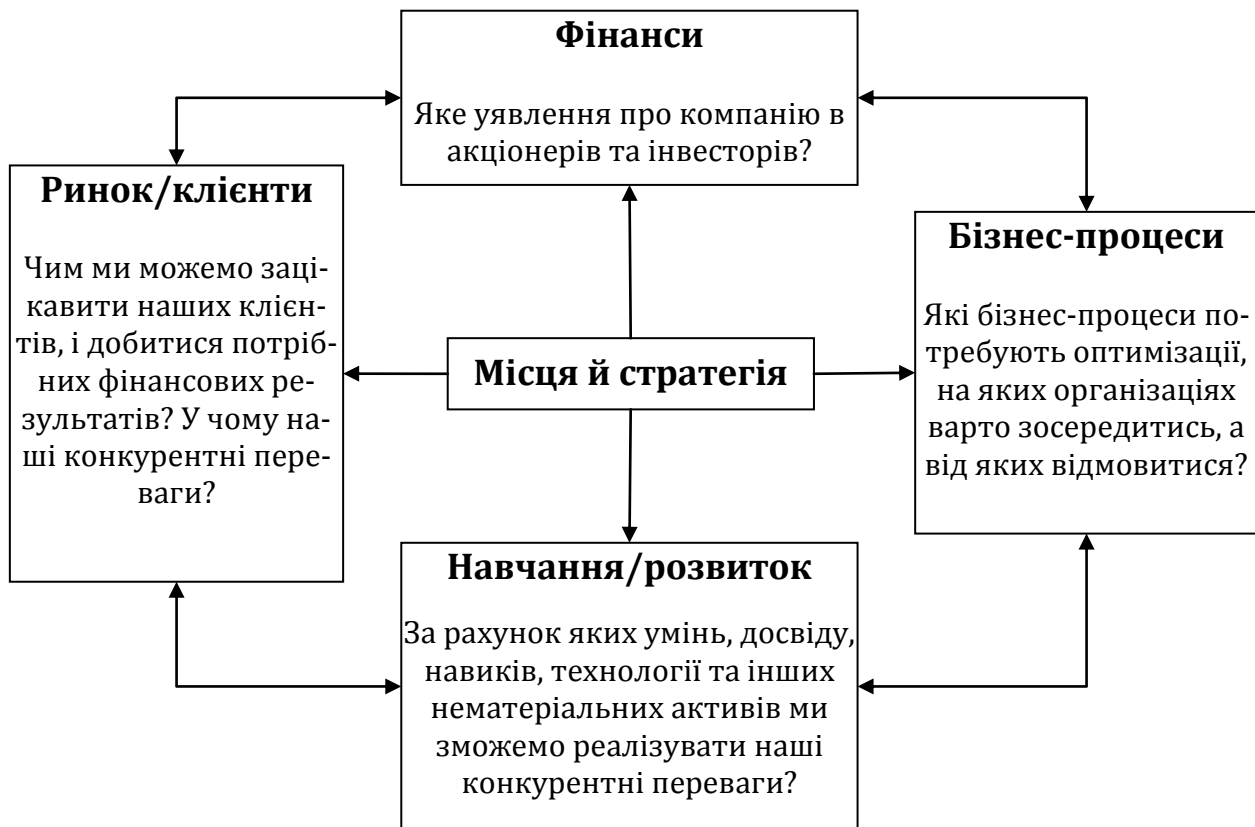 Фінанси
Яке уявлення про компанію в
акціонерів та інвесторів?
Ринок/клієнти
Чим ми можемо заці-
кавити наших клієн-
тів, і добитися потріб-
них фінансових ре-
зультатів? У чому на-
ші конкурентні пере-
ваги?
Місця й стратегія
Бізнес-процеси
Які бізнес-процеси по-
требують оптимізації,
на яких організаціях
варто зосередитись, а
від яких відмовитися?
Навчання/розвиток
За рахунок яких умінь, досвіду,
навиків, технології та інших
нематеріальних активів ми
зможемо реалізувати наші
конкурентні переваги?